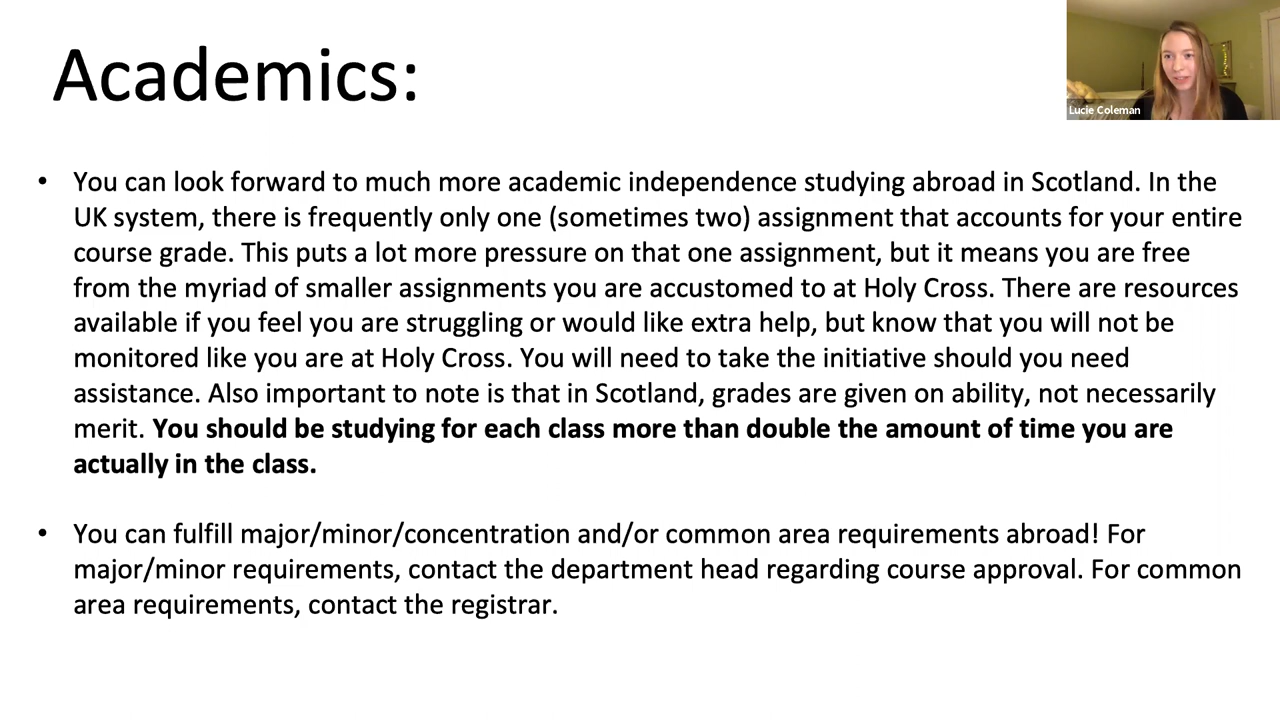 Academics:
Lucie Coleman
• You can look forward to much more academic independence studying abroad in Scotland. In the
UK system, there is frequently only one (sometimes two) assignment that accounts for your entire
course grade. This puts a lot more pressure on that one assignment, but it means you are free
from the myriad of smaller assignments you are accustomed to at Holy Cross. There are resources
available if you feel you are struggling or would like extra help, but know that you will not be
monitored like you are at Holy Cross. You will need to take the initiative should you need
assistance. Also important to note is that in Scotland, grades are given on ability, not necessarily
merit. You should be studying for each class more than double the amount of time you are
actually in the class.
• You can fulfill major/minor/concentration and/or common area requirements abroad! For
major/minor requirements, contact the department head regarding course approval. For common
area requirements, contact the registrar.